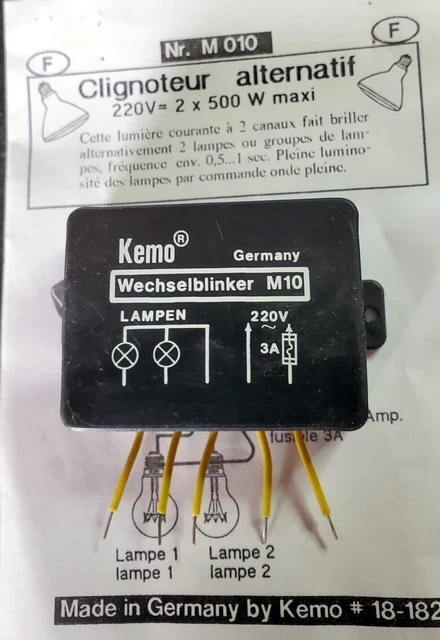 Nr. M 010
F
F
Clignoteur alternatif
220V≈ 2 x 500 W maxi
Cette lumière courante à 2 canaux fait briller
alternativement 2 lampes ou groupes de lam-
pes, fréquence env. 0,5...1 sec. Pleine lumino-
sité des lampes par commande onde pleine.
Kemo® Germany
Wechselblinker M10
LAMPEN 220V
~
3A
Amp.
fusible 3A
Lampe 1 Lampe 2
lampe 1 lampe 2
Made in Germany by Kemo # 18-182